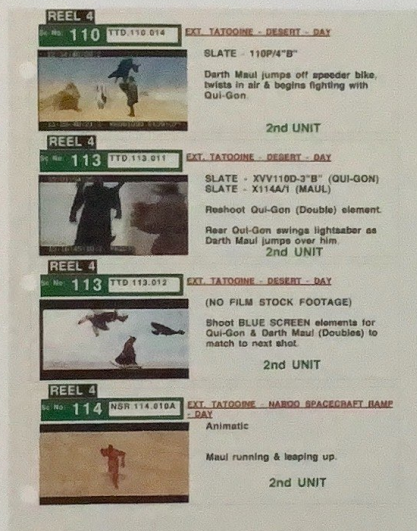 REEL 4
Sc No: 110 TTD.110.014 EXT. TATOOINE - DESERT - DAY
SLATE - 110P/4"B"
Darth Maul jumps off speeder bike,
twists in air & begins fighting with
Qui-Gon.
2nd UNIT
REEL 4
Sc No: 113 TTD.113.011 EXT. TATOOINE - DESERT - DAY
SLATE - XVV110D-3"B" (QUI-GON)
SLATE - X114A/1 (MAUL)
Reshoot Qui-Gon (Double) element.
Rear Qui-Gon swings lightsaber as
Darth Maul jumps over him.
2nd UNIT
REEL 4
Sc No: 113 TTD.113.012 EXT. TATOOINE - DESERT - DAY
(NO FILM STOCK FOOTAGE)
Shoot BLUE SCREEN elements for
Qui-Gon & Darth Maul (Doubles) to
match to next shot.
2nd UNIT
REEL 4
Sc No: 114 NSR.114.010A EXT. TATOOINE - NABOO SPACECRAFT RAMP
- DAY
Animatic
Maul running & leaping up.
2nd UNIT